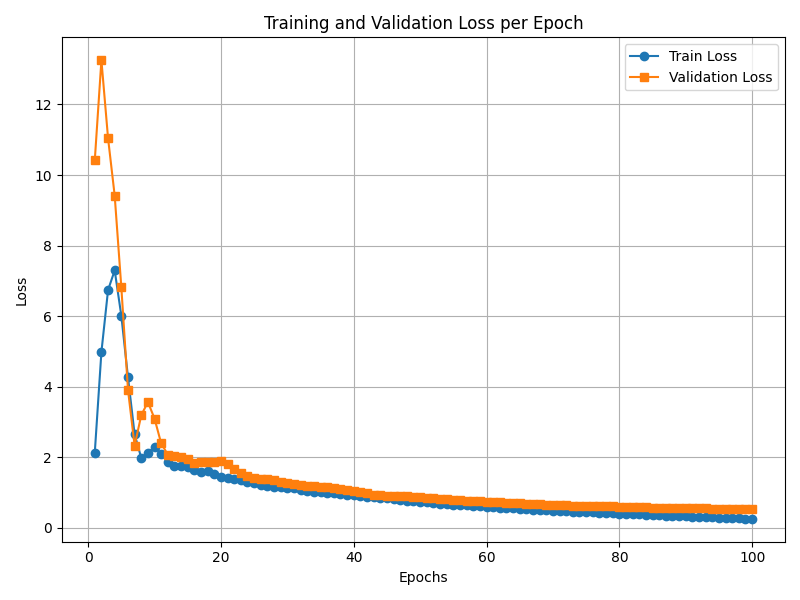 Training and Validation Loss per Epoch
Train Loss
Validation Loss
12
10
8
6
4
2
0
Loss
0 20 40 60 80 100
Epochs